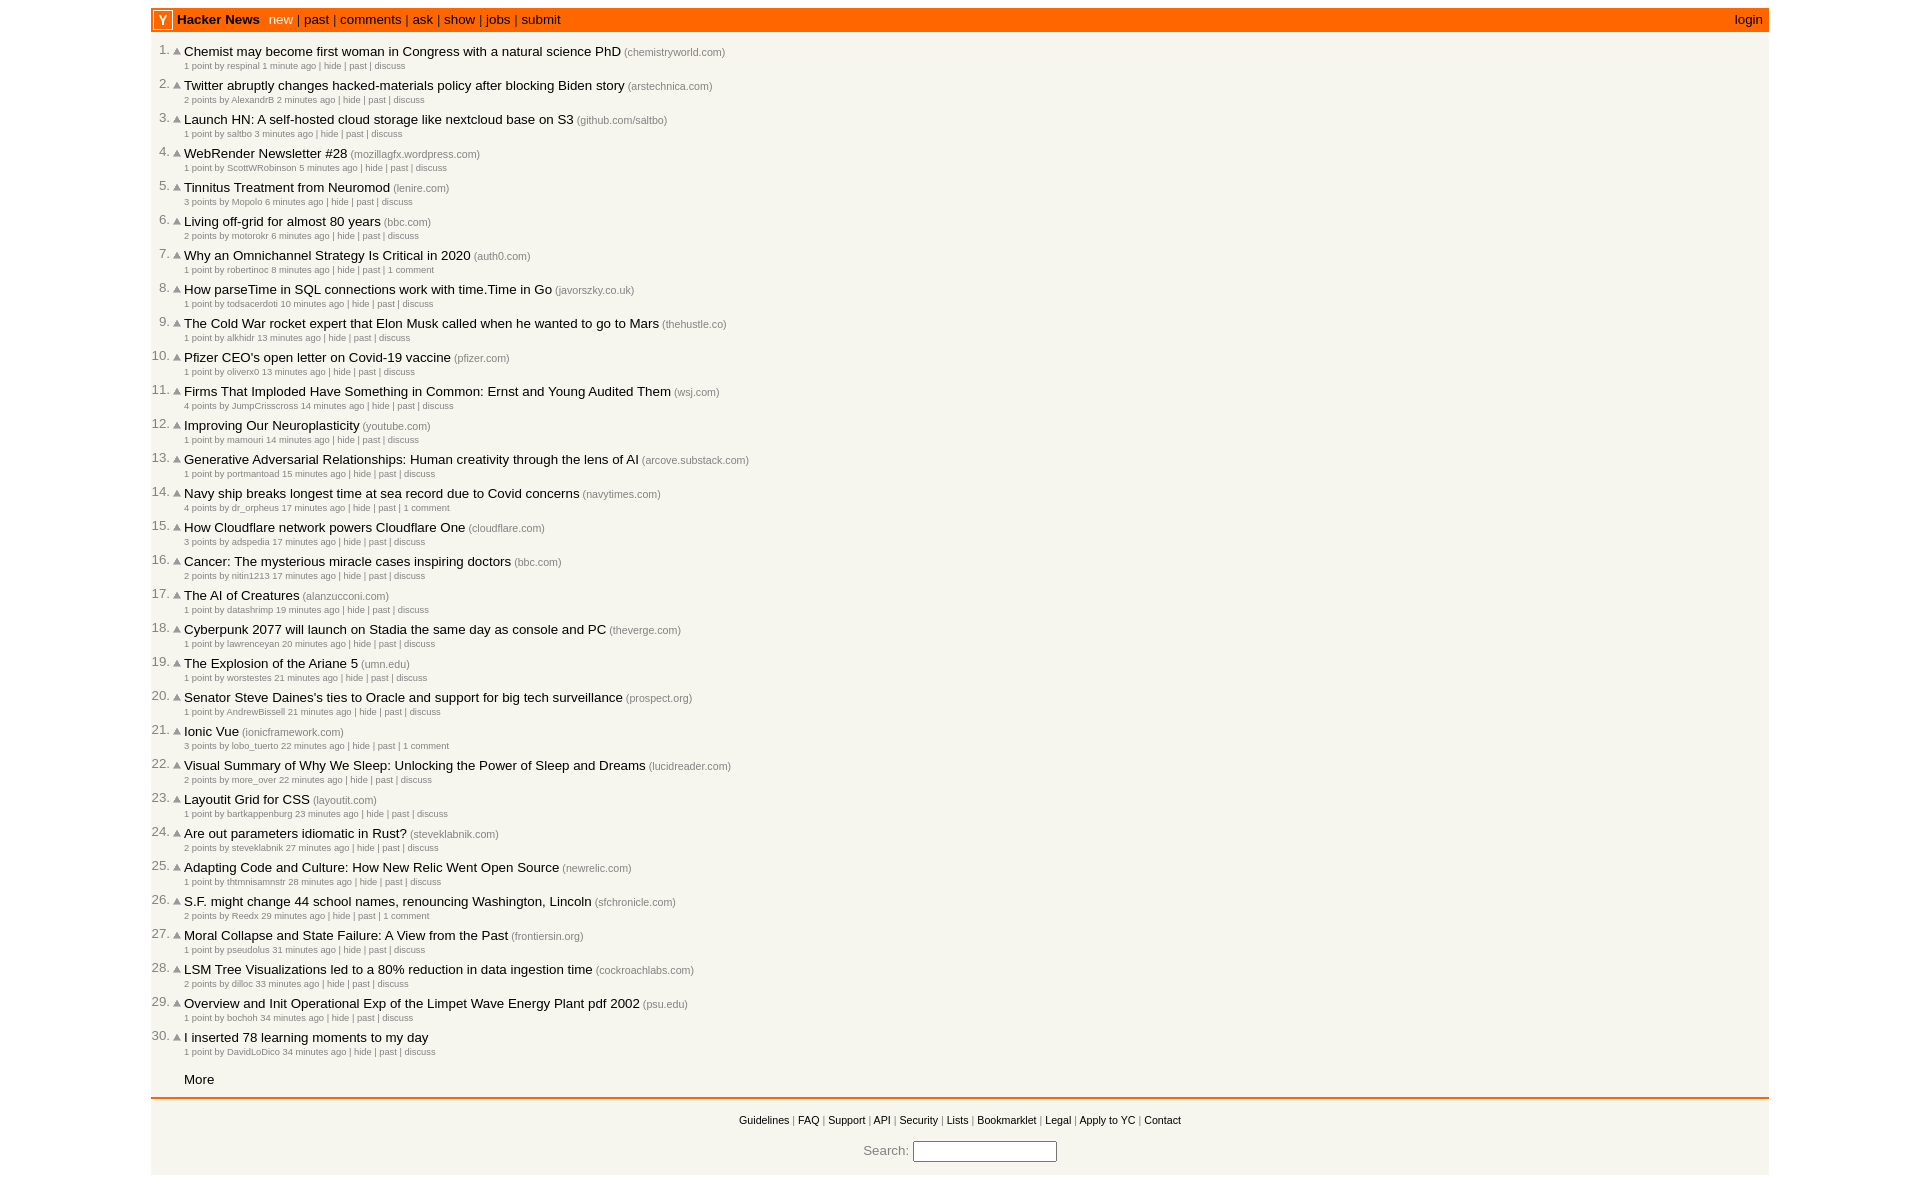 Y Hacker News new | past | comments | ask | show | jobs | submit login
1. Chemist may become first woman in Congress with a natural science PhD (chemistryworld.com)
1 point by respinal 1 minute ago | hide | past | discuss
2. Twitter abruptly changes hacked-materials policy after blocking Biden story (arstechnica.com)
2 points by AlexandrB 2 minutes ago | hide | past | discuss
3. Launch HN: A self-hosted cloud storage like nextcloud base on S3 (github.com/saltbo)
1 point by saltbo 3 minutes ago | hide | past | discuss
4. WebRender Newsletter #28 (mozillagfx.wordpress.com)
1 point by ScottWRobinson 5 minutes ago | hide | past | discuss
5. Tinnitus Treatment from Neuromod (lenire.com)
3 points by Mopolo 6 minutes ago | hide | past | discuss
6. Living off-grid for almost 80 years (bbc.com)
2 points by motorokr 6 minutes ago | hide | past | discuss
7. Why an Omnichannel Strategy Is Critical in 2020 (auth0.com)
1 point by robertinoc 8 minutes ago | hide | past | 1 comment
8. How parseTime in SQL connections work with time.Time in Go (javorszky.co.uk)
1 point by todsacerdoti 10 minutes ago | hide | past | discuss
9. The Cold War rocket expert that Elon Musk called when he wanted to go to Mars (thehustle.co)
1 point by alkhidr 13 minutes ago | hide | past | discuss
10. Pfizer CEO's open letter on Covid-19 vaccine (pfizer.com)
1 point by oliverx0 13 minutes ago | hide | past | discuss
11. Firms That Imploded Have Something in Common: Ernst and Young Audited Them (wsj.com)
4 points by JumpCrisscross 14 minutes ago | hide | past | discuss
12. Improving Our Neuroplasticity (youtube.com)
1 point by mamouri 14 minutes ago | hide | past | discuss
13. Generative Adversarial Relationships: Human creativity through the lens of AI (arcove.substack.com)
1 point by portmantoad 15 minutes ago | hide | past | discuss
14. Navy ship breaks longest time at sea record due to Covid concerns (navytimes.com)
4 points by dr_orpheus 17 minutes ago | hide | past | 1 comment
15. How Cloudflare network powers Cloudflare One (cloudflare.com)
3 points by adspedia 17 minutes ago | hide | past | discuss
16. Cancer: The mysterious miracle cases inspiring doctors (bbc.com)
2 points by nitin1213 17 minutes ago | hide | past | discuss
17. The AI of Creatures (alanzucconi.com)
1 point by datashrimp 19 minutes ago | hide | past | discuss
18. Cyberpunk 2077 will launch on Stadia the same day as console and PC (theverge.com)
1 point by lawrenceyan 20 minutes ago | hide | past | discuss
19. The Explosion of the Ariane 5 (umn.edu)
1 point by worstestes 21 minutes ago | hide | past | discuss
20. Senator Steve Daines's ties to Oracle and support for big tech surveillance (prospect.org)
1 point by AndrewBissell 21 minutes ago | hide | past | discuss
21. Ionic Vue (ionicframework.com)
3 points by lobo_tuerto 22 minutes ago | hide | past | 1 comment
22. Visual Summary of Why We Sleep: Unlocking the Power of Sleep and Dreams (lucidreader.com)
2 points by more_over 22 minutes ago | hide | past | discuss
23. Layoutit Grid for CSS (layoutit.com)
1 point by bartkappenburg 23 minutes ago | hide | past | discuss
24. Are out parameters idiomatic in Rust? (steveklabnik.com)
2 points by steveklabnik 27 minutes ago | hide | past | discuss
25. Adapting Code and Culture: How New Relic Went Open Source (newrelic.com)
1 point by thtmnisamnstr 28 minutes ago | hide | past | discuss
26. S.F. might change 44 school names, renouncing Washington, Lincoln (sfchronicle.com)
2 points by Reedx 29 minutes ago | hide | past | 1 comment
27. Moral Collapse and State Failure: A View from the Past (frontiersin.org)
1 point by pseudolus 31 minutes ago | hide | past | discuss
28. LSM Tree Visualizations led to a 80% reduction in data ingestion time (cockroachlabs.com)
2 points by dilloc 33 minutes ago | hide | past | discuss
29. Overview and Init Operational Exp of the Limpet Wave Energy Plant pdf 2002 (psu.edu)
1 point by bochoh 34 minutes ago | hide | past | discuss
30. I inserted 78 learning moments to my day
1 point by DavidLoDico 34 minutes ago | hide | past | discuss
More
Guidelines | FAQ | Support | API | Security | Lists | Bookmarklet | Legal | Apply to YC | Contact
Search: